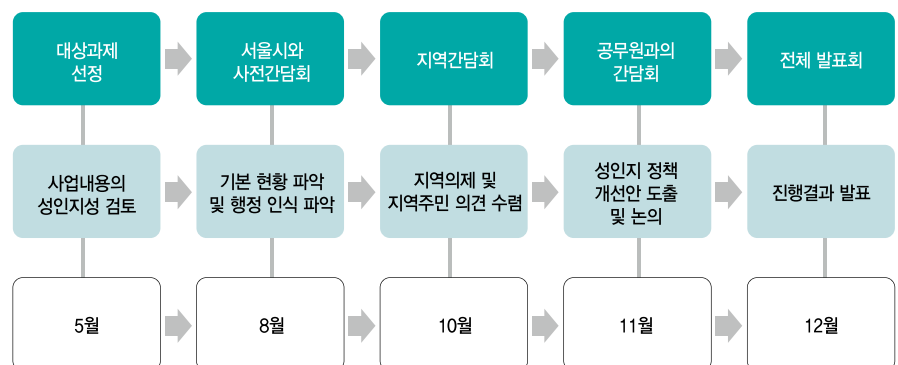 대상과제
선정
서울시와
사전간담회
지역간담회
공무원과의
간담회
전체 발표회
사업내용의
성인지성 검토
기본 현황 파악
및 행정 인식 파악
지역의제 및
지역주민 의견 수렴
성인지 정책
개선안 도출
및 논의
진행결과 발표
5월
8월
10월
11월
12월